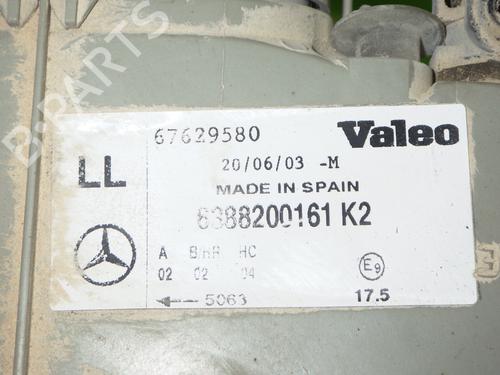 B-PARTS
67629580 Valeo
LL
20/06/03 -M
MADE IN SPAIN
6388200161 K2
A B/HR HC
02 02 04
E9
5063 17.5